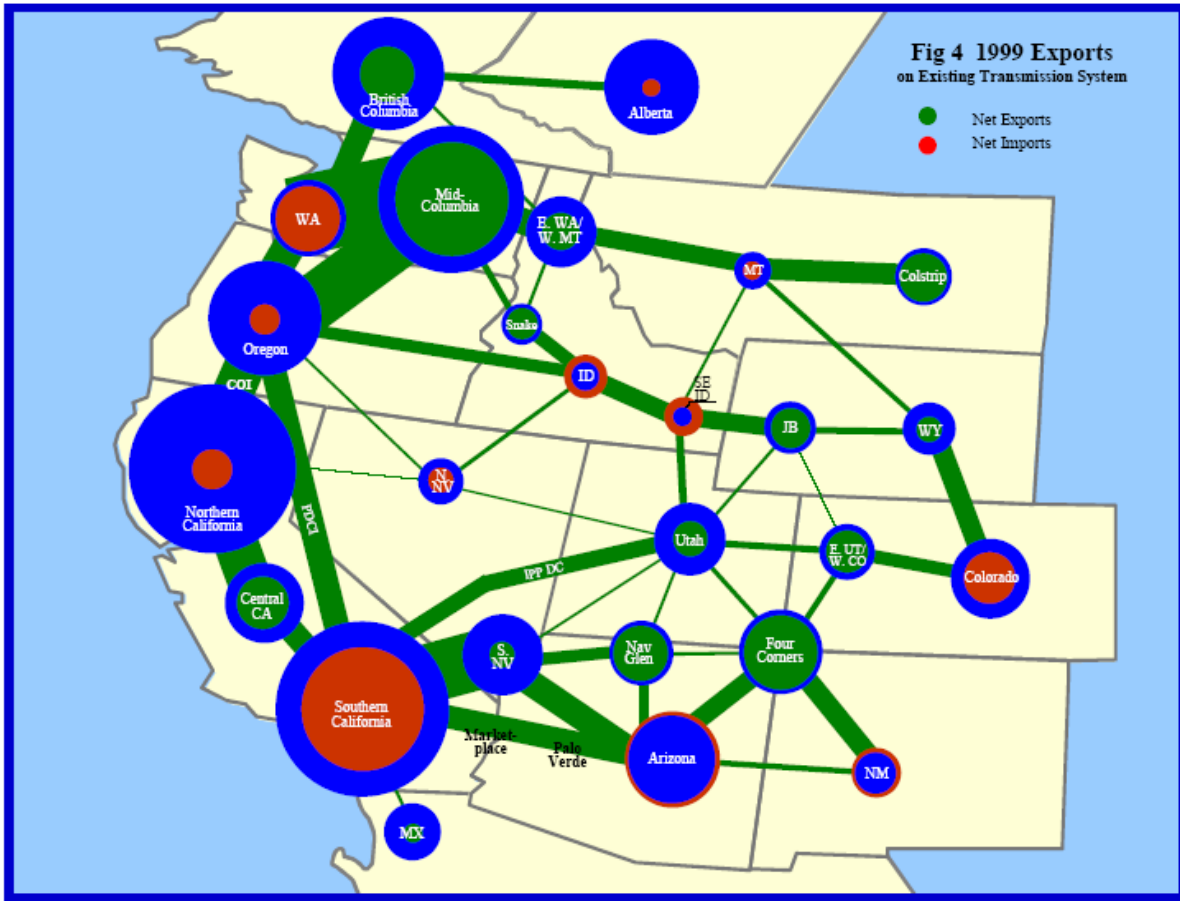 Fig 4 1999 Exports
on Existing Transmission System
Net Exports
Net Imports
British
Columbia
Alberta
Mid-
Columbia
WA
E. WA/
W. MT
MT
Colstrip
Snake
Oregon
ID
SE
ID
COI
JB
WY
N.
NV
Northern
California
PDCI
Utah
E. UT/
W. CO
Colorado
IPP DC
Central
CA
S.
NV
Nav
Glen
Four
Corners
Southern
California
Market-
place
Palo
Verde
Arizona
NM
MX